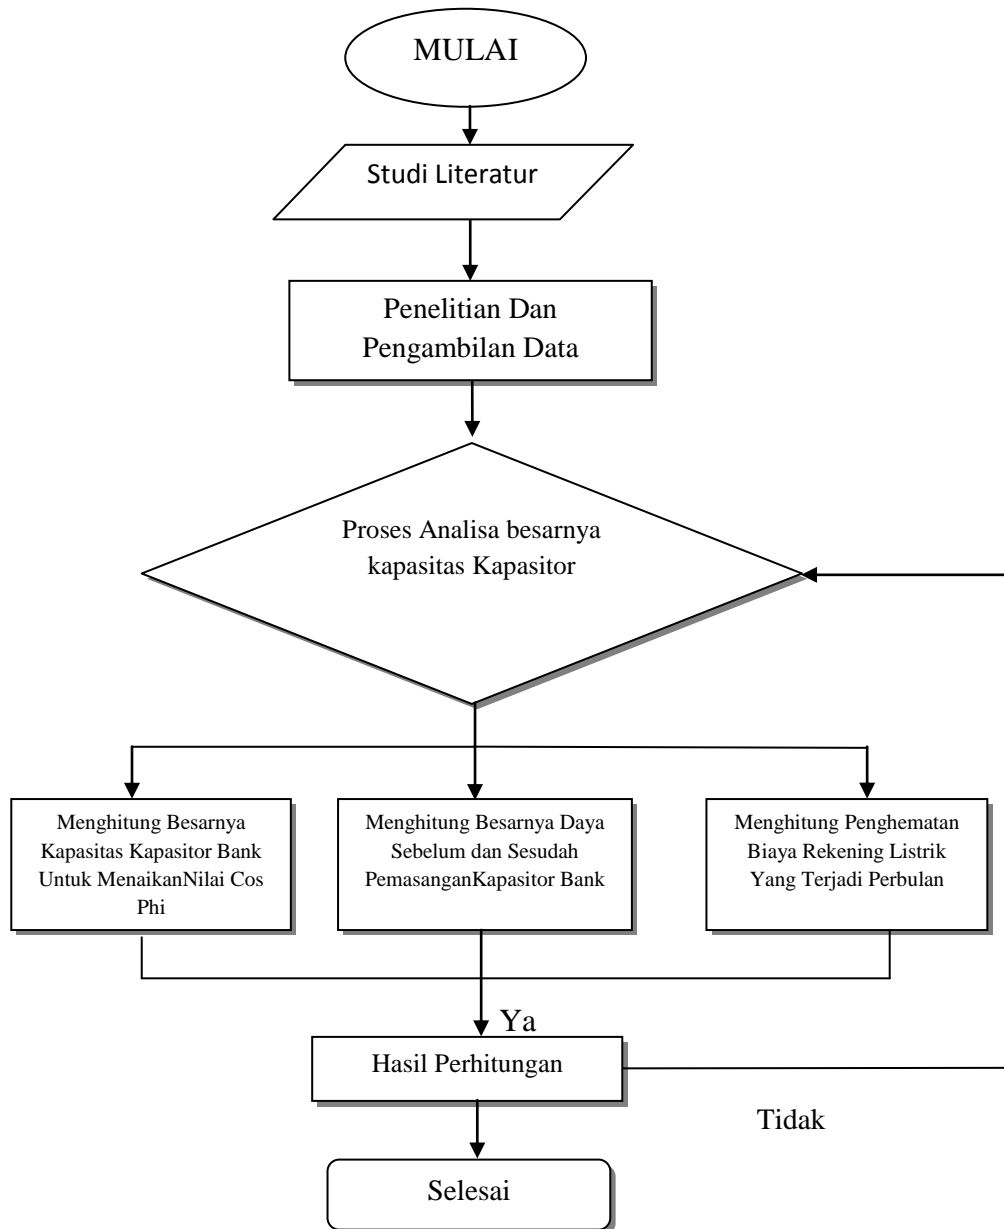 MULAI
Studi Literatur
Penelitian Dan
Pengambilan Data
Proses Analisa besarnya
kapasitas Kapasitor
Menghitung Besarnya
Kapasitas Kapasitor Bank
Untuk MenaikanNilai Cos
Phi
Menghitung Besarnya Daya
Sebelum dan Sesudah
PemasanganKapasitor Bank
Menghitung Penghematan
Biaya Rekening Listrik
Yang Terjadi Perbulan
Ya
Hasil Perhitungan
Tidak
Selesai